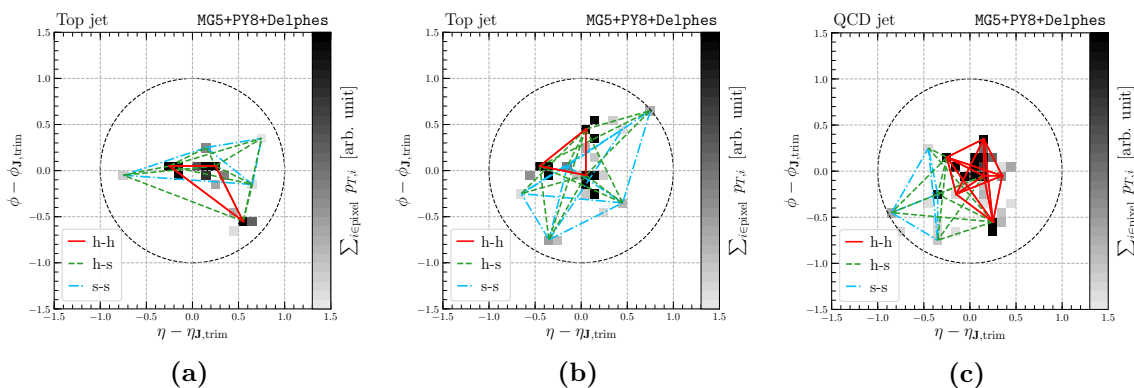 Top jet MG5+PY8+Delphes
1.5
1.0
0.5
0.0
−0.5
−1.0
−1.5
−1.5 −1.0 −0.5 0.0 0.5 1.0 1.5
ϕ − ϕJ,trim
η − ηJ,trim
∑i∈pixel pT,i [arb. unit]
h-h
h-s
s-s
(a)
Top jet MG5+PY8+Delphes
1.5
1.0
0.5
0.0
−0.5
−1.0
−1.5
−1.5 −1.0 −0.5 0.0 0.5 1.0 1.5
ϕ − ϕJ,trim
η − ηJ,trim
∑i∈pixel pT,i [arb. unit]
h-h
h-s
s-s
(b)
QCD jet MG5+PY8+Delphes
1.5
1.0
0.5
0.0
−0.5
−1.0
−1.5
−1.5 −1.0 −0.5 0.0 0.5 1.0 1.5
ϕ − ϕJ,trim
η − ηJ,trim
∑i∈pixel pT,i [arb. unit]
h-h
h-s
s-s
(c)